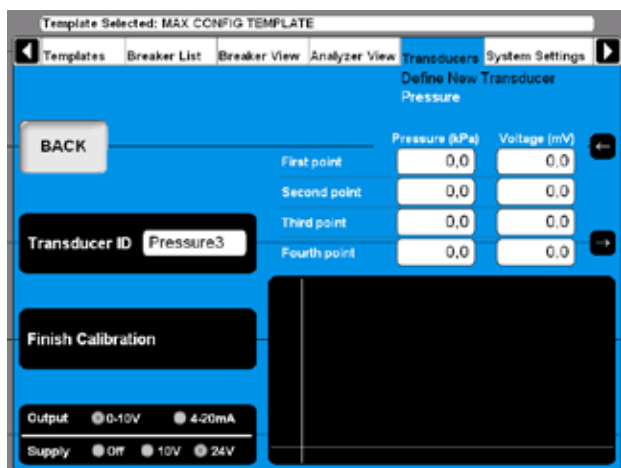 Template Selected: MAX CONFIG TEMPLATE
Templates Breaker List Breaker View Analyzer View Transducers System Settings
Define New Transducer
Pressure
BACK
Pressure (kPa) Voltage (mV)
First point 0,0 0,0
Second point 0,0 0,0
Third point 0,0 0,0
Fourth point 0,0 0,0
Transducer ID Pressure3
Finish Calibration
Output 0-10V 4-20mA
Supply Off 10V 24V